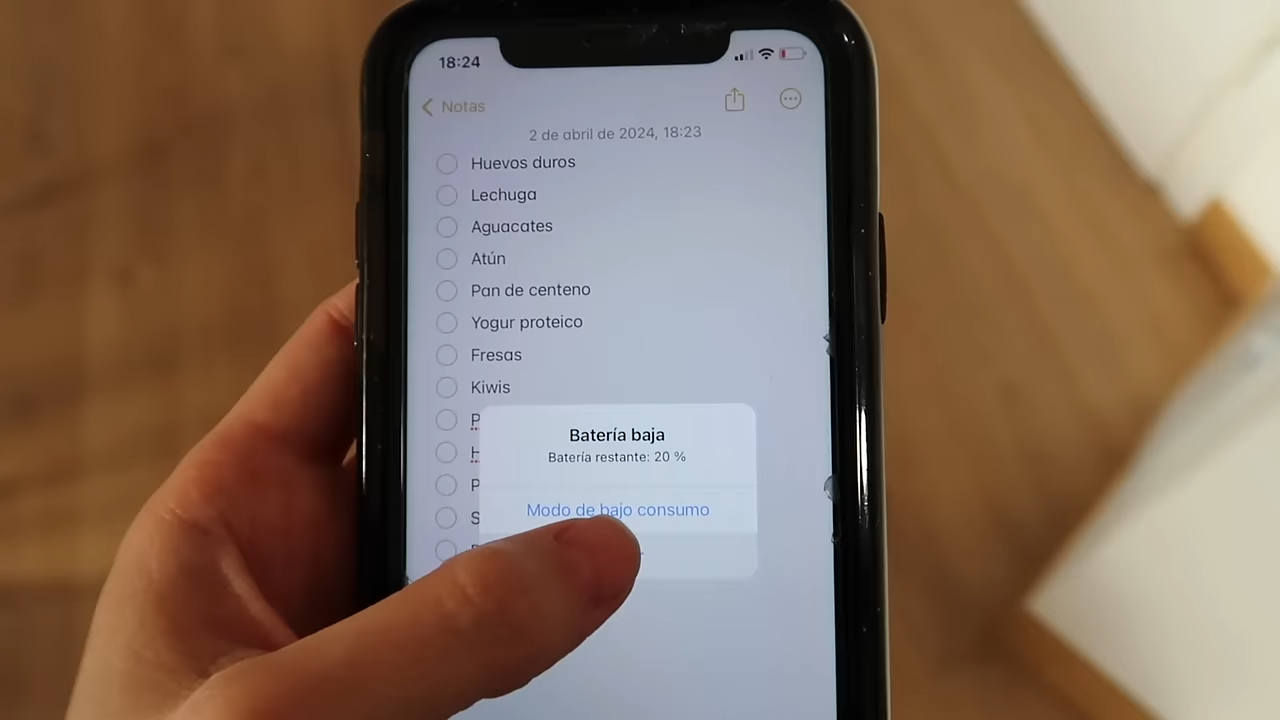 18:24
Notas
2 de abril de 2024, 18:23
Huevos duros
Lechuga
Aguacates
Atún
Pan de centeno
Yogur proteico
Fresas
Kiwis
P
H
P
S
Batería baja
Batería restante: 20 %
Modo de bajo consumo